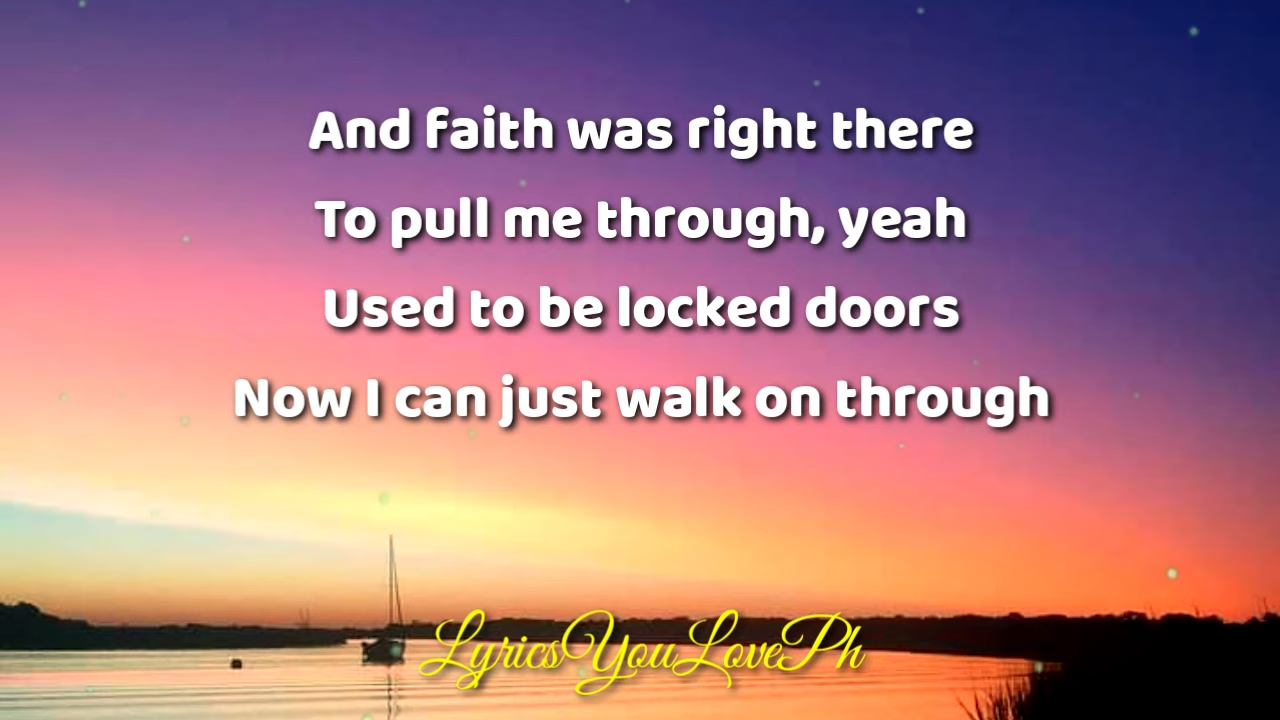 And faith was right there
To pull me through, yeah
Used to be locked doors
Now I can just walk on through
LyricsYouLovePh